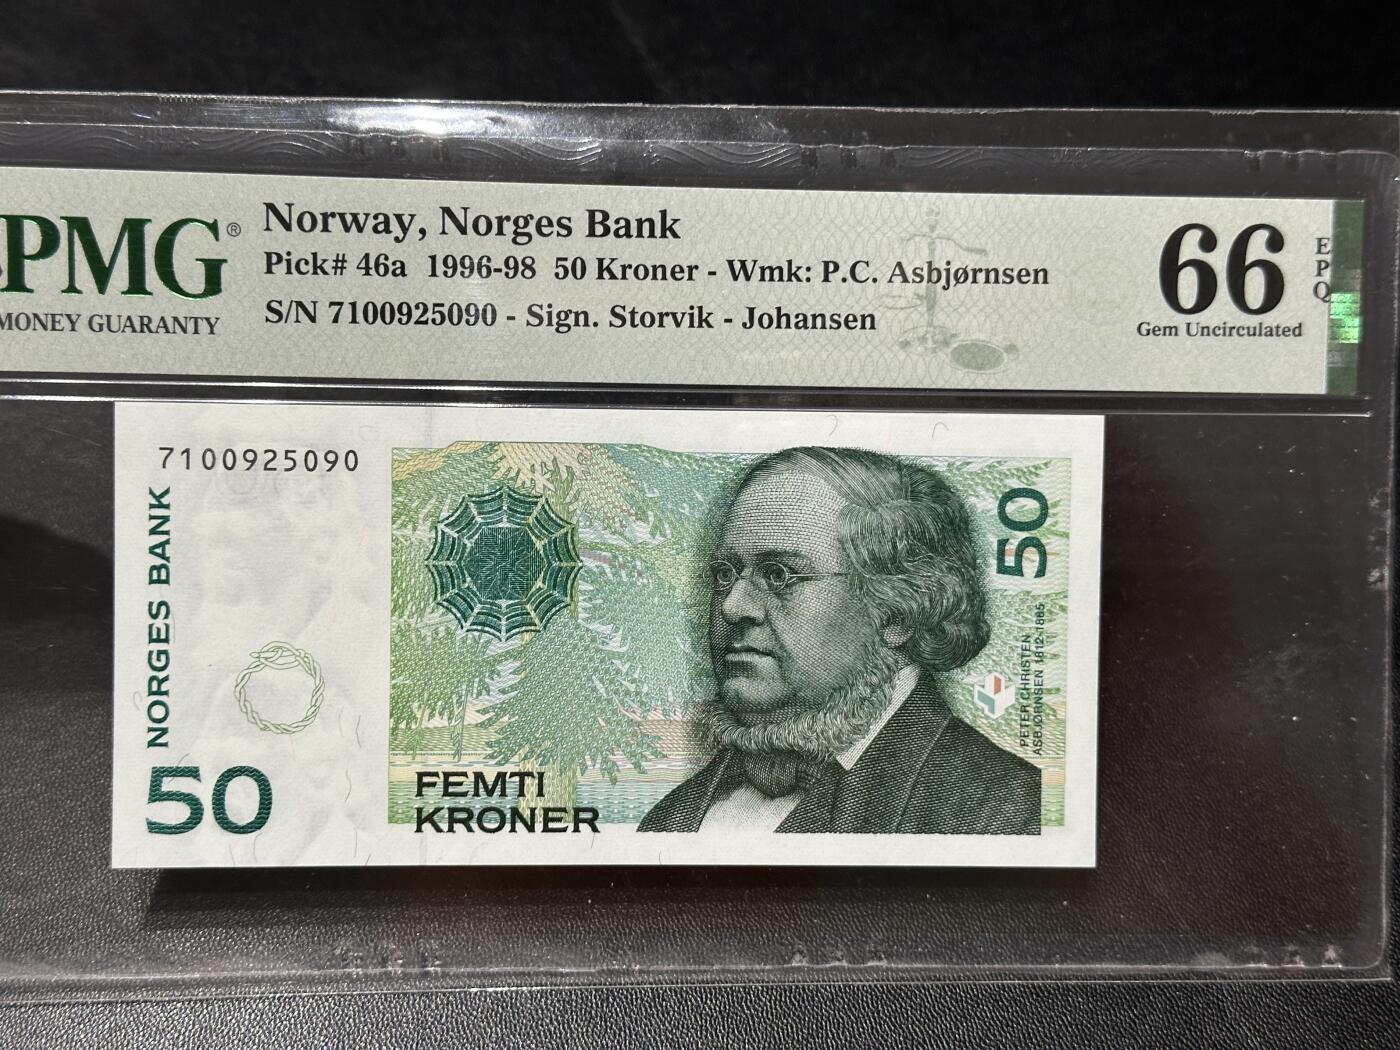 PMG®
MONEY GUARANTY
Norway, Norges Bank
Pick# 46a 1996-98 50 Kroner - Wmk: P.C. Asbjørnsen
S/N 7100925090 - Sign. Storvik - Johansen
66
EPQ
Gem Uncirculated
7100925090
NORGES BANK
50
FEMTI
KRONER
50
PETER CHRISTEN
ASBJØRNSEN 1812-1885